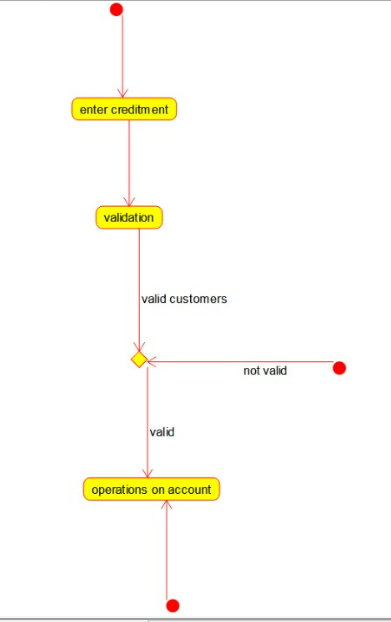 enter creditment
validation
valid customers
not valid
valid
operations on account